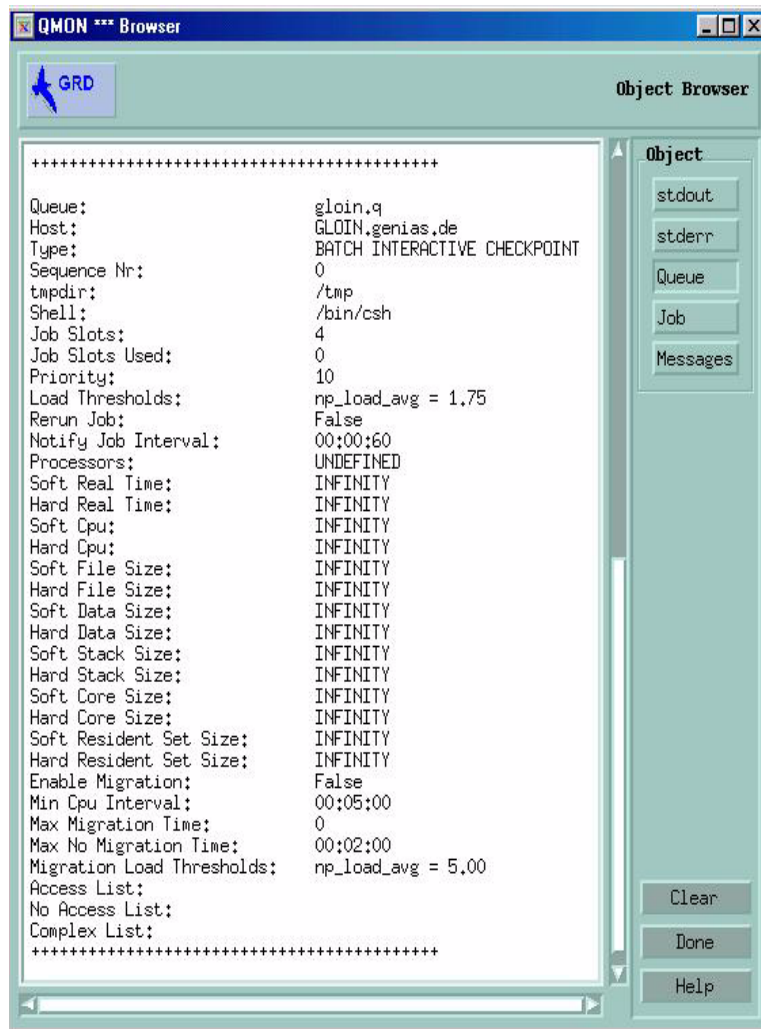 QMON *** Browser
GRD
Object Browser
+++++++++++++++++++++++++++++++++++++++++++
Queue: gloin.q
Host: GLOIN.genias.de
Type: BATCH INTERACTIVE CHECKPOINT
Sequence Nr: 0
tmpdir: /tmp
Shell: /bin/csh
Job Slots: 4
Job Slots Used: 0
Priority: 10
Load Thresholds: np_load_avg = 1.75
Rerun Job: False
Notify Job Interval: 00:00:60
Processors: UNDEFINED
Soft Real Time: INFINITY
Hard Real Time: INFINITY
Soft Cpu: INFINITY
Hard Cpu: INFINITY
Soft File Size: INFINITY
Hard File Size: INFINITY
Soft Data Size: INFINITY
Hard Data Size: INFINITY
Soft Stack Size: INFINITY
Hard Stack Size: INFINITY
Soft Core Size: INFINITY
Hard Core Size: INFINITY
Soft Resident Set Size: INFINITY
Hard Resident Set Size: INFINITY
Enable Migration: False
Min Cpu Interval: 00:05:00
Max Migration Time: 0
Max No Migration Time: 00:02:00
Migration Load Thresholds: np_load_avg = 5.00
Access List:
No Access List:
Complex List:
+++++++++++++++++++++++++++++++++++++++++++
Object
stdout
stderr
Queue
Job
Messages
Clear
Done
Help